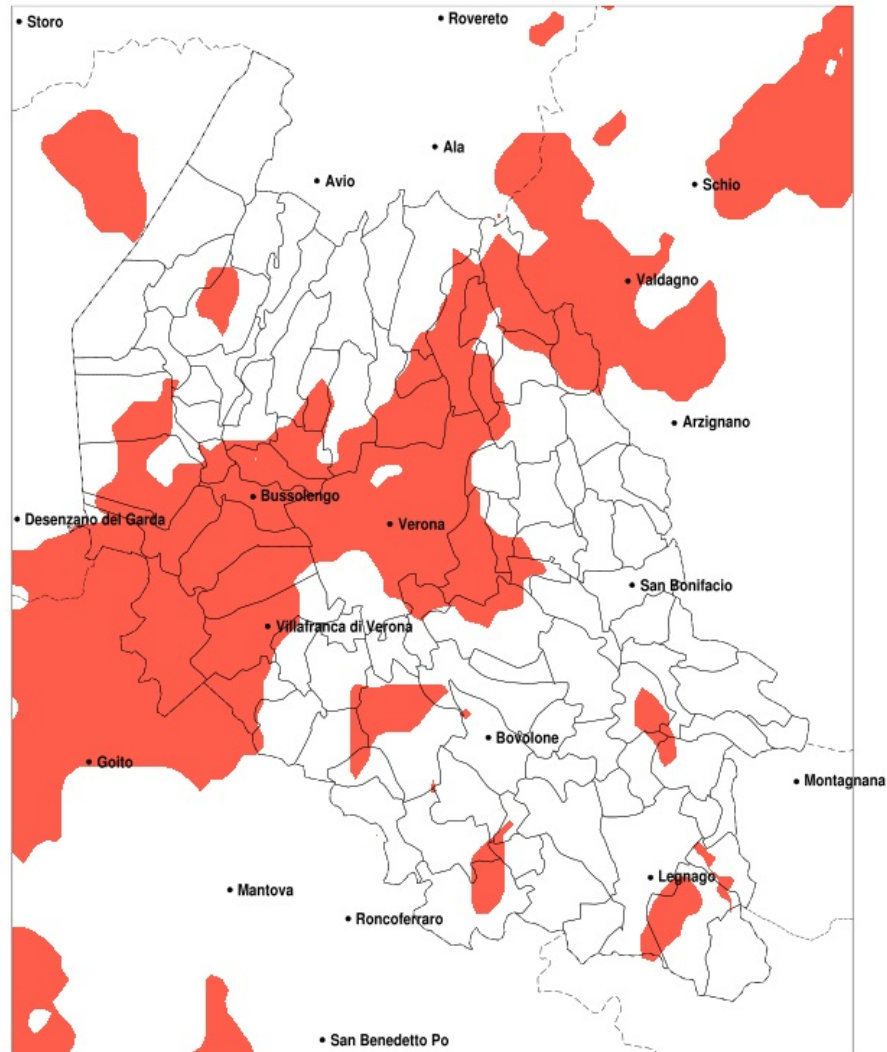 Storo
Rovereto
Ala
Avio
Schio
Valdagno
Arzignano
Bussolengo
Desenzano del Garda
Verona
San Bonifacio
Villafranca di Verona
Bovolone
Goito
Montagnana
Legnago
Mantova
Roncoferraro
San Benedetto Po